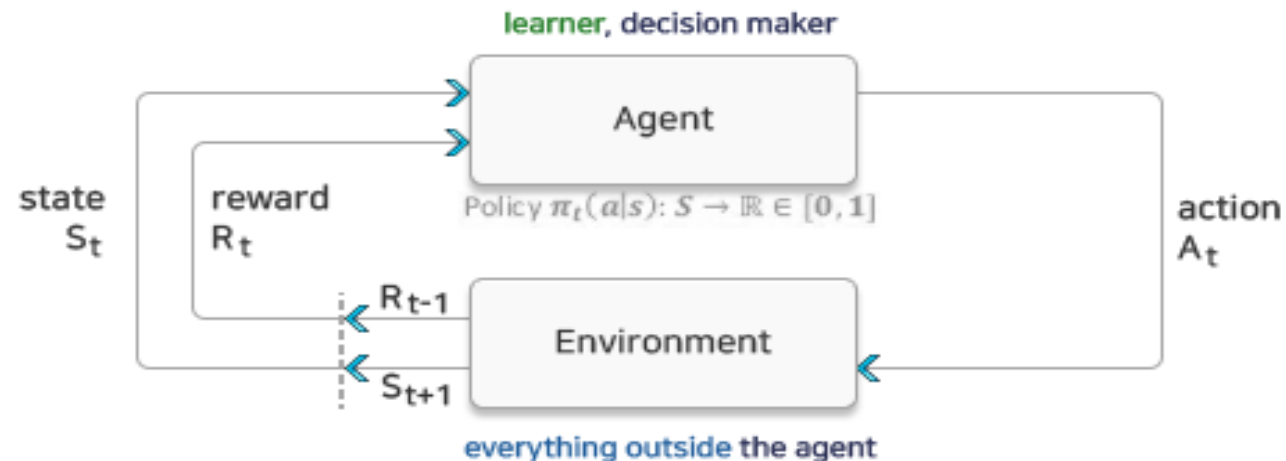 learner, decision maker
Agent
Policy πₜ(a|s): S → ℝ ∈ [0, 1]
state
Sₜ
reward
Rₜ
action
Aₜ
Rₜ₋₁
Environment
Sₜ₊₁
everything outside the agent